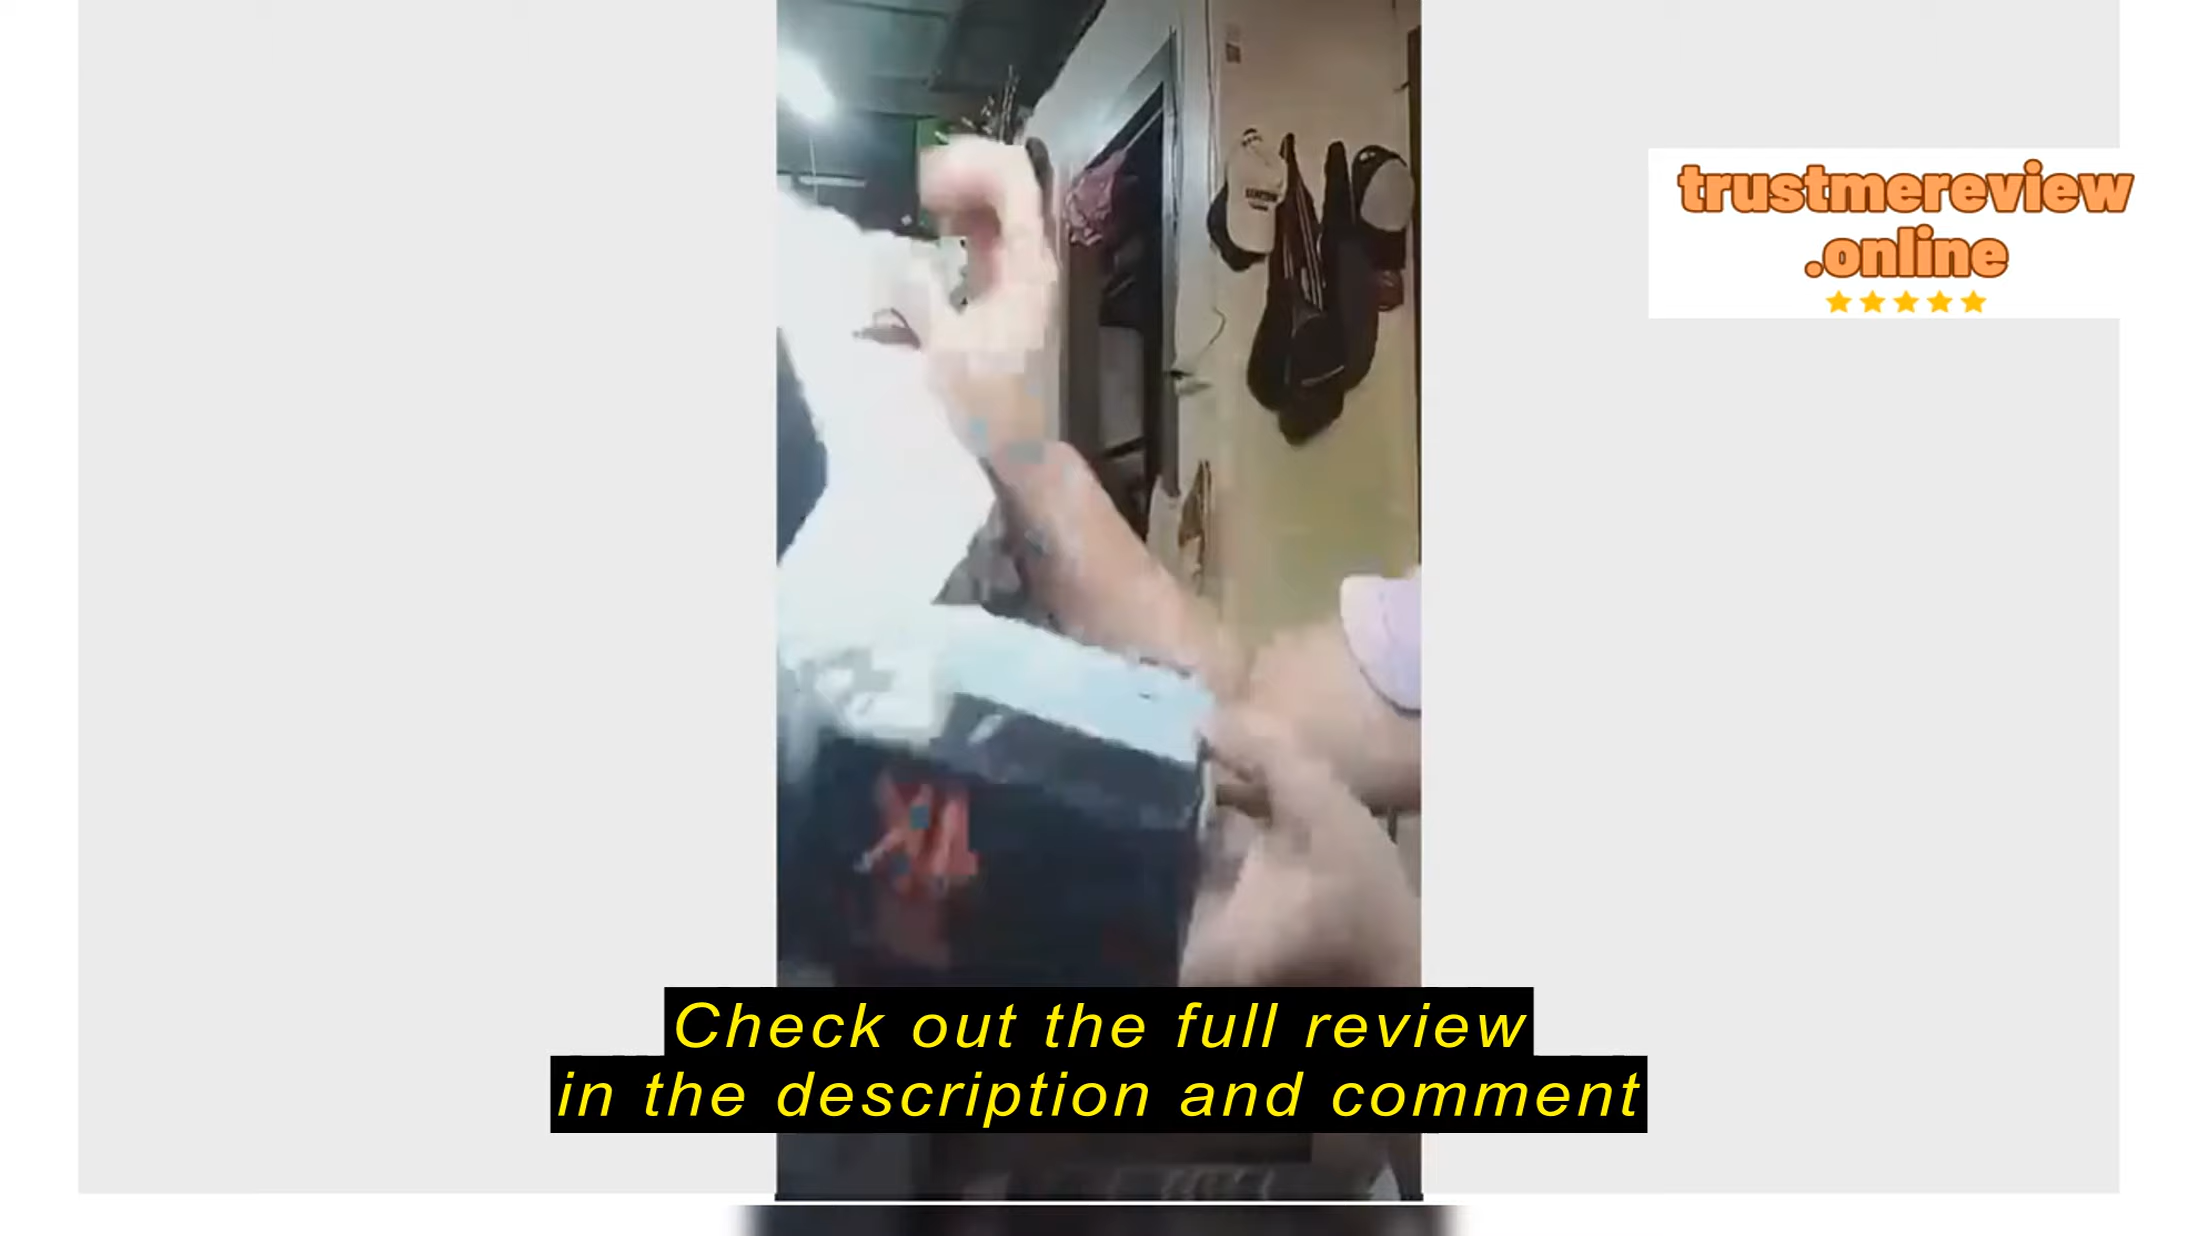 trustmereview
.online
Check out the full review
in the description and comment